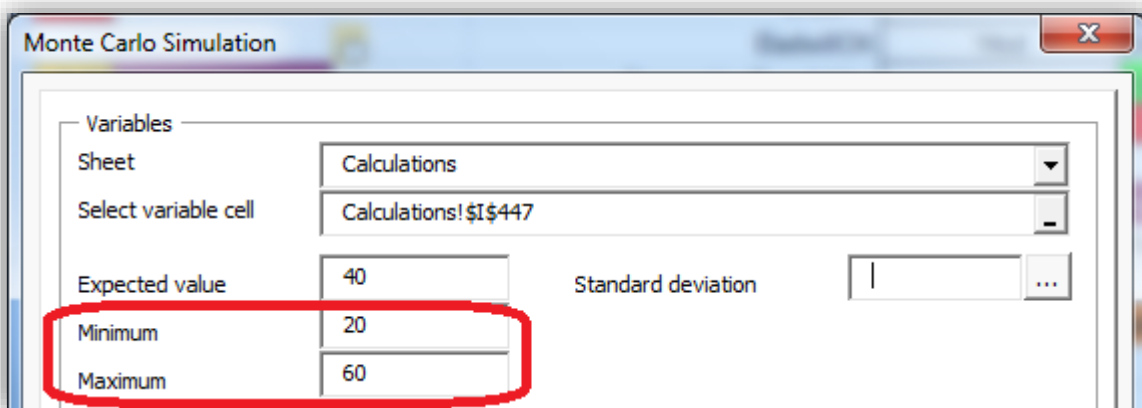 Monte Carlo Simulation
Variables
Sheet Calculations
Select variable cell Calculations!$I$447
Expected value 40 Standard deviation ...
Minimum 20
Maximum 60